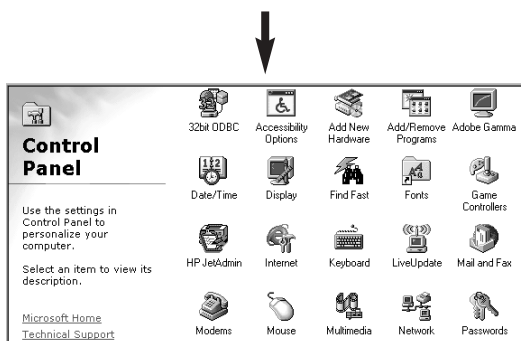 Control
Panel
Use the settings in
Control Panel to
personalize your
computer.
Select an item to view its
description.
Microsoft Home
Technical Support
32bit ODBC
Accessibility
Options
Add New
Hardware
Add/Remove
Programs
Adobe Gamma
Date/Time
Display
Find Fast
Fonts
Game
Controllers
HP JetAdmin
Internet
Keyboard
LiveUpdate
Mail and Fax
Modems
Mouse
Multimedia
Network
Passwords